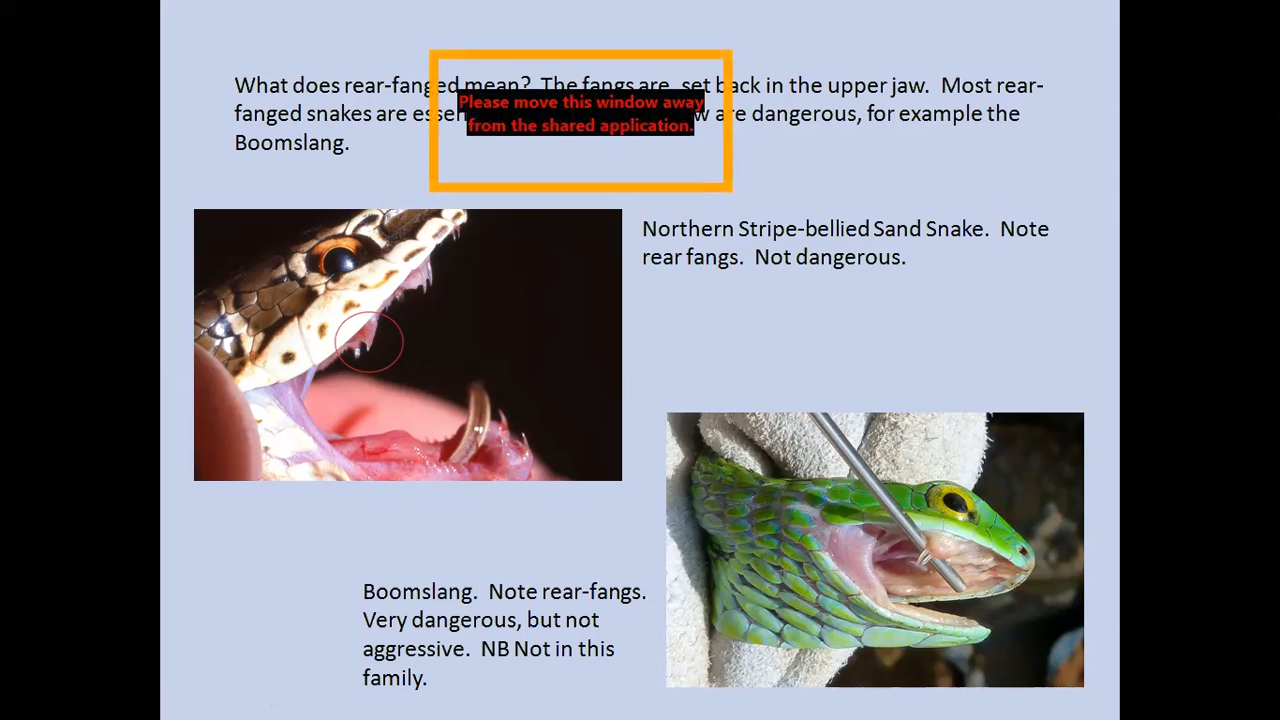 What does rear-fanged mean? The fangs are set back in the upper jaw. Most rear-
fanged snakes are are dangerous, for example the
Boomslang.
Please move this window away
from the shared application.
Northern Stripe-bellied Sand Snake. Note
rear fangs. Not dangerous.
Boomslang. Note rear-fangs.
Very dangerous, but not
aggressive. NB Not in this
family.